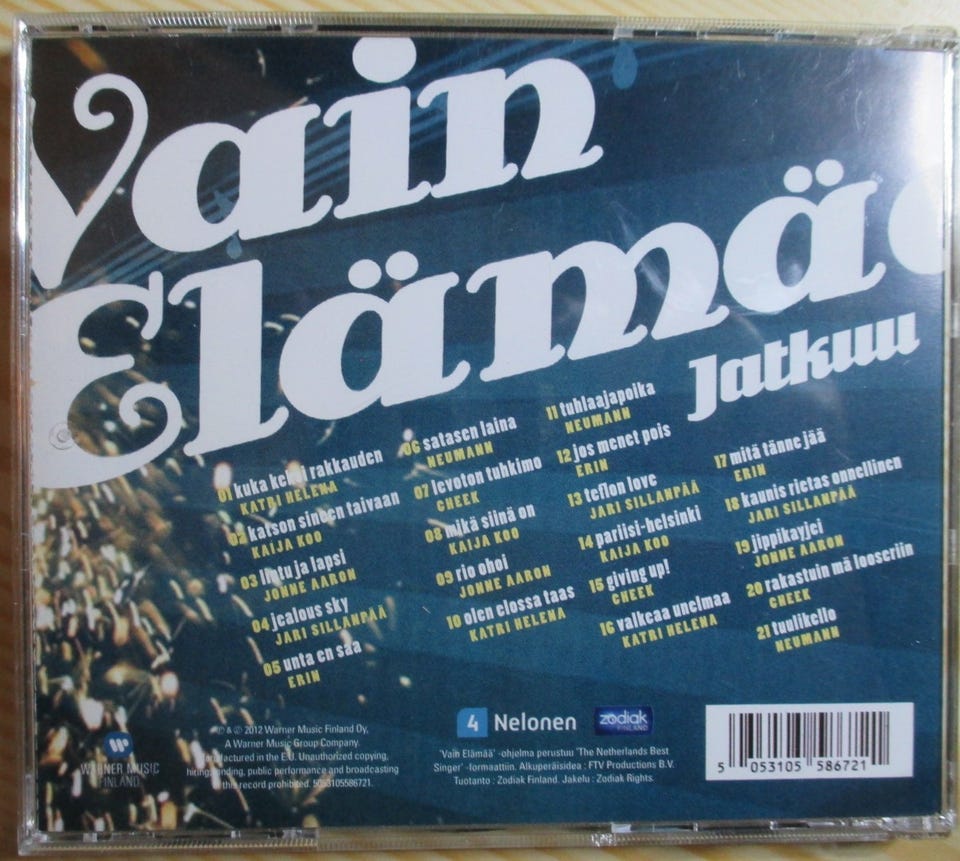 Vain
Elämää
Jatkuu
01 kuka keksi rakkauden
KATRI HELENA
02 katson sineen taivaan
KAIJA KOO
03 lintu ja lapsi
JONNE AARON
04 jealous sky
JARI SILLANPÄÄ
05 unta en saa
ERIN
06 satasen laina
NEUMANN
07 levoton tuhkimo
CHEEK
08 mikä siinä on
KAIJA KOO
09 rio ohoi
JONNE AARON
10 olen elossa taas
KATRI HELENA
11 tuhlaajapoika
NEUMANN
12 jos menet pois
ERIN
13 teflon love
JARI SILLANPÄÄ
14 pariisi-helsinki
KAIJA KOO
15 giving up!
CHEEK
16 valkeaa unelmaa
KATRI HELENA
17 mitä tänne jää
ERIN
18 kaunis rietas onnellinen
JARI SILLANPÄÄ
19 jippikayjei
JONNE AARON
20 rakastuin mä looseriin
CHEEK
21 tuulikello
NEUMANN
WARNER MUSIC
FINLAND
℗ & © 2012 Warner Music Finland Oy,
A Warner Music Group Company.
Manufactured in the E.U. Unauthorized copying,
hiring, lending, public performance and broadcasting
of this record prohibited. 5053105586721.
4 Nelonen
zodiak
FINLAND
'Vain Elämää' -ohjelma perustuu 'The Netherlands Best
Singer' -formaattiin. Alkuperäisidea : FTV Productions B.V.
Tuotanto : Zodiak Finland. Jakelu : Zodiak Rights.
5 053105 586721